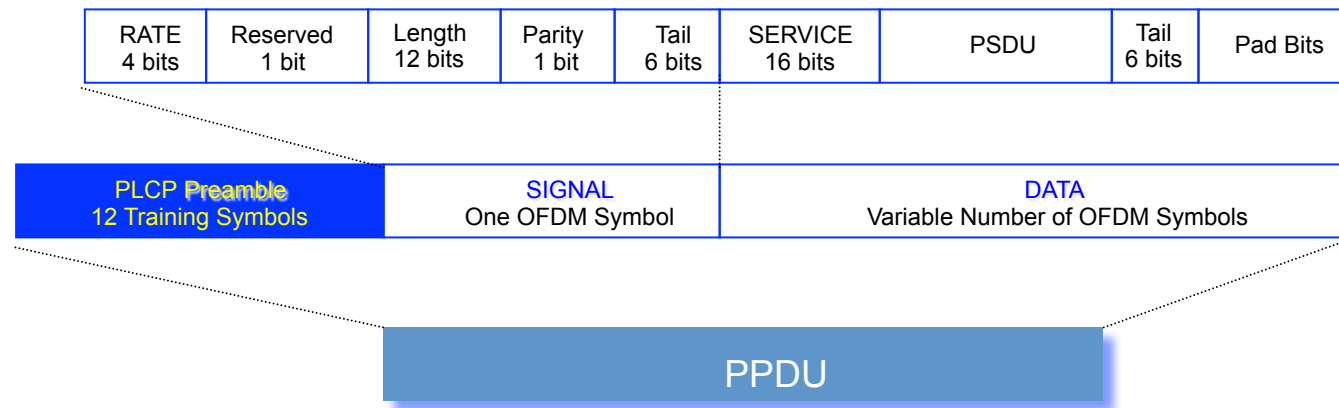 RATE
4 bits
Reserved
1 bit
Length
12 bits
Parity
1 bit
Tail
6 bits
SERVICE
16 bits
PSDU
Tail
6 bits
Pad Bits
PLCP Preamble
12 Training Symbols
SIGNAL
One OFDM Symbol
DATA
Variable Number of OFDM Symbols
PPDU